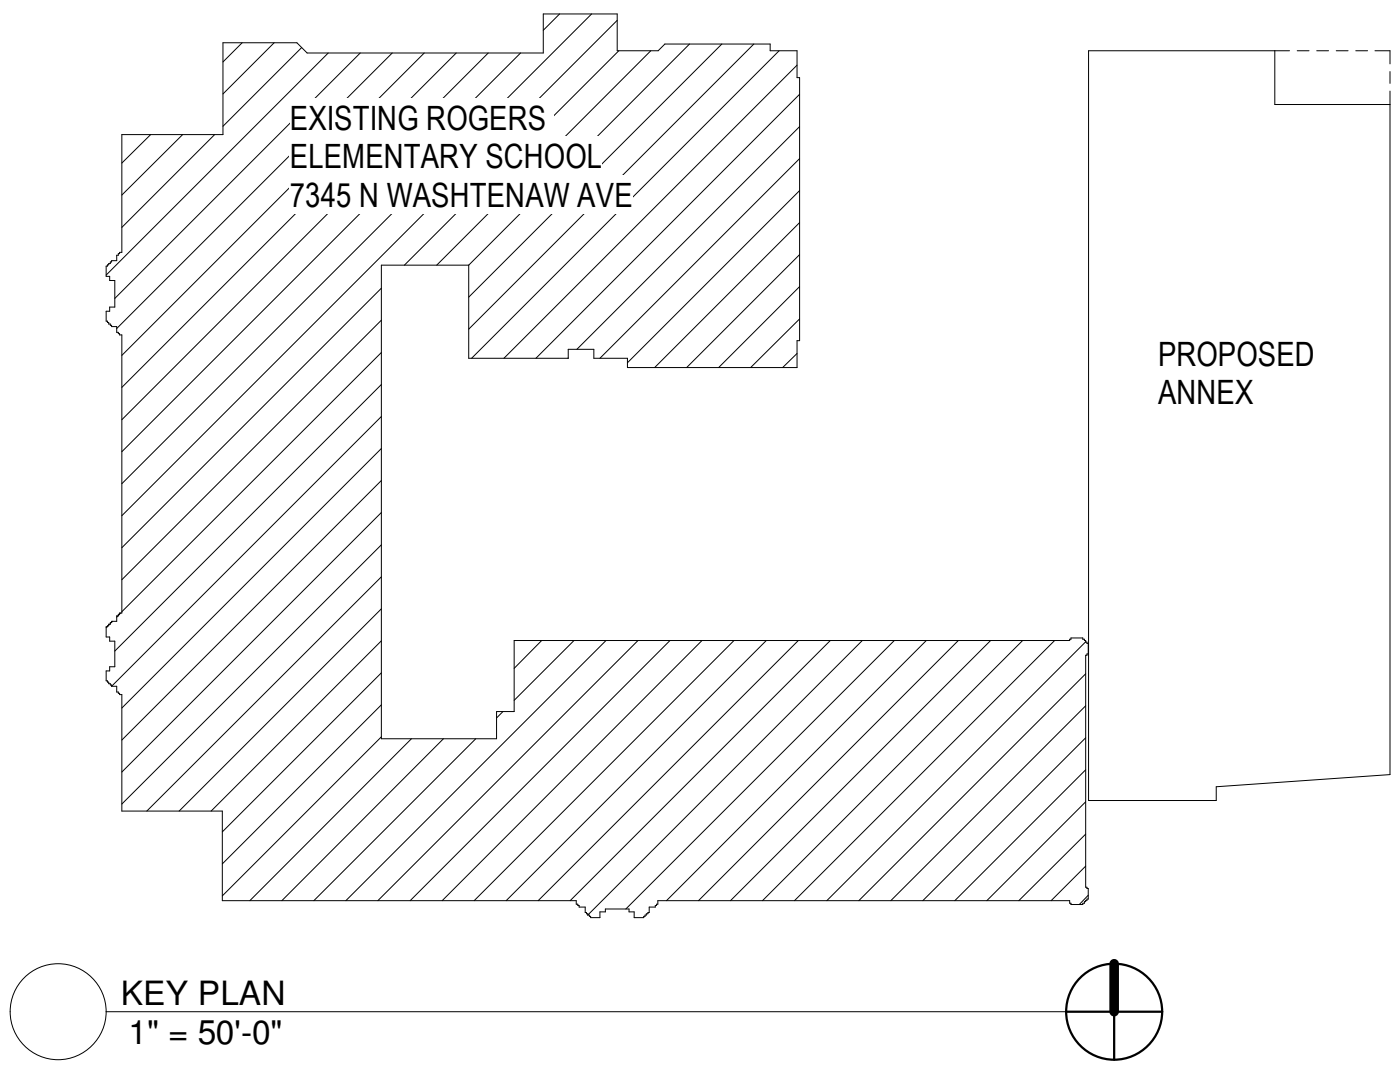 EXISTING ROGERS
ELEMENTARY SCHOOL
7345 N WASHTENAW AVE
PROPOSED
ANNEX
KEY PLAN
1" = 50'-0"